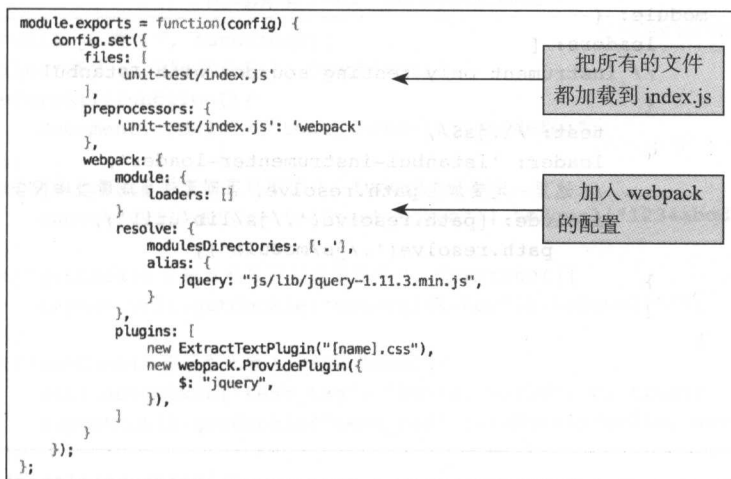 module.exports = function(config) {
config.set({
files: [
'unit-test/index.js'
],
preprocessors: {
'unit-test/index.js': 'webpack'
},
webpack: {
module: {
loaders: []
}
resolve: {
modulesDirectories: ['.'],
alias: {
jquery: "js/lib/jquery-1.11.3.min.js",
}
},
plugins: [
new ExtractTextPlugin("[name].css"),
new webpack.ProvidePlugin({
$: "jquery",
}),
]
}
});
};
把所有的文件
都加载到 index.js
加入 webpack
的配置